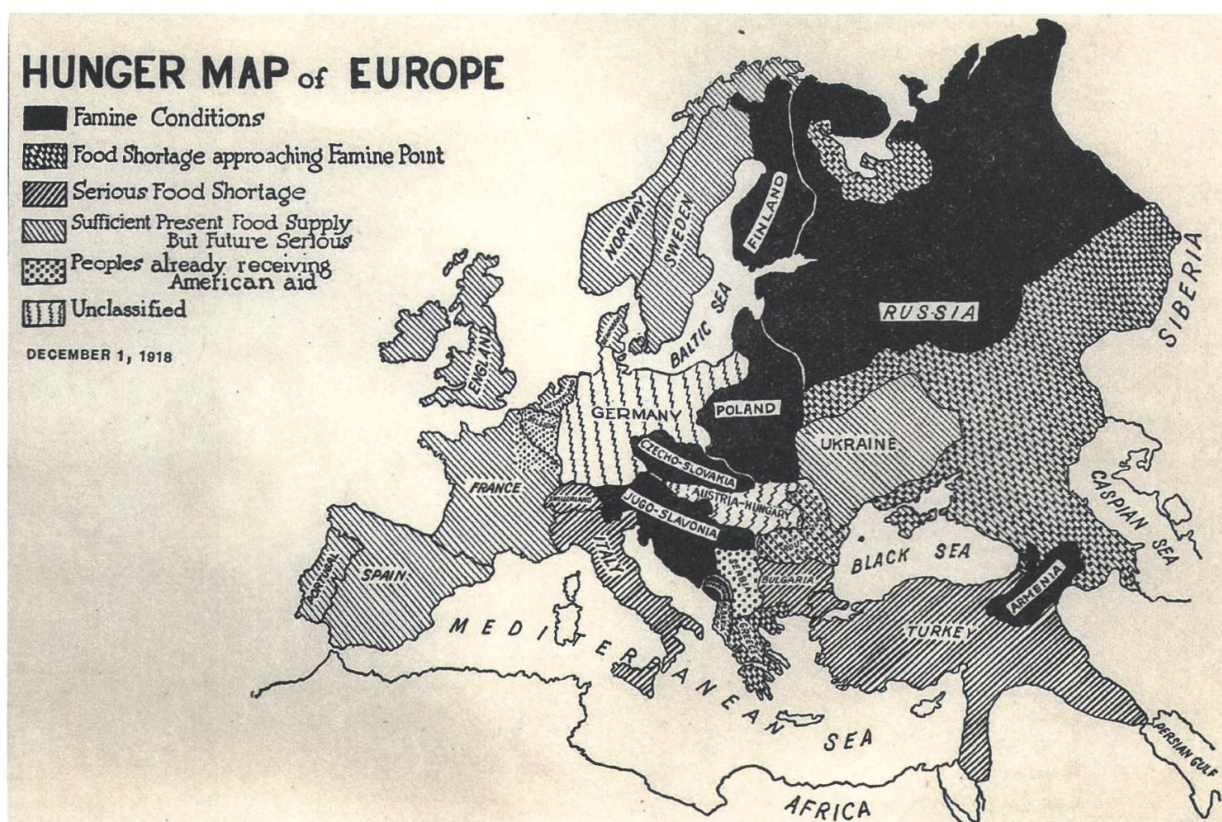 HUNGER MAP of EUROPE
Famine Conditions
Food Shortage approaching Famine Point
Serious Food Shortage
Sufficient Present Food Supply
But Future Serious
Peoples already receiving
American aid
Unclassified
DECEMBER 1, 1918
NORWAY
SWEDEN
FINLAND
BALTIC SEA
RUSSIA
SIBERIA
ENGLAND
GERMANY
POLAND
UKRAINE
CZECHO-SLOVAKIA
AUSTRIA-HUNGARY
FRANCE
SWITZERLAND
JUGO-SLAVONIA
ITALY
CASPIAN SEA
BLACK SEA
PORTUGAL
SPAIN
BULGARIA
ARMENIA
TURKEY
MEDITERRANEAN SEA
PERSIAN GULF
AFRICA